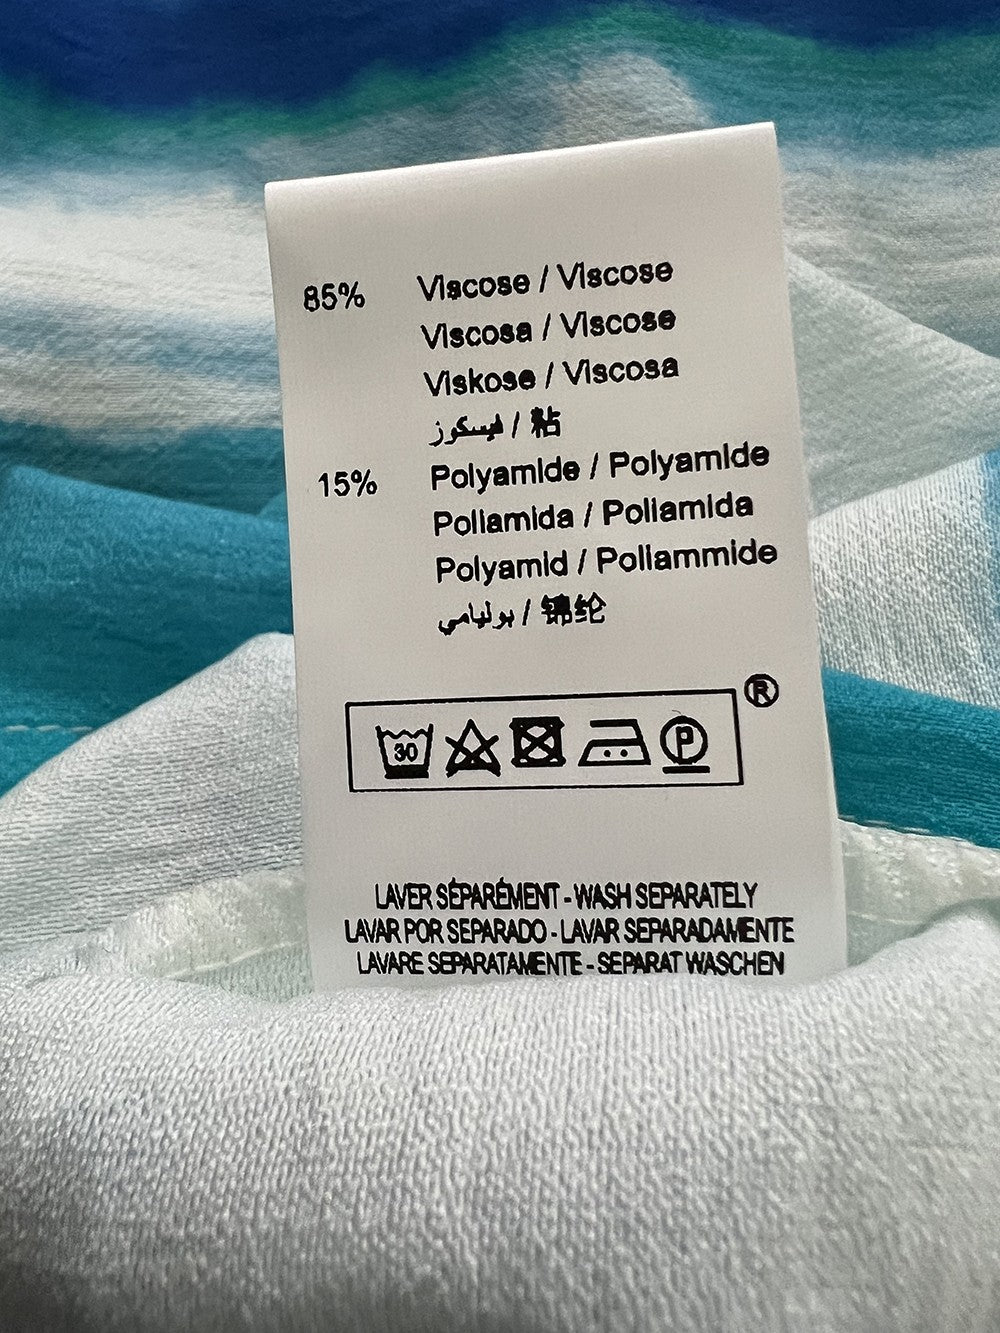 85% Viscose / Viscose
Viscosa / Viscose
Viskose / Viscosa
فيسكوز / 粘
15% Polyamide / Polyamide
Poliamida / Poliamida
Polyamid / Poliammide
بوليامي / 锦纶
®
30 P
LAVER SÉPARÉMENT - WASH SEPARATELY
LAVAR POR SEPARADO - LAVAR SEPARADAMENTE
LAVARE SEPARATAMENTE - SEPARAT WASCHEN